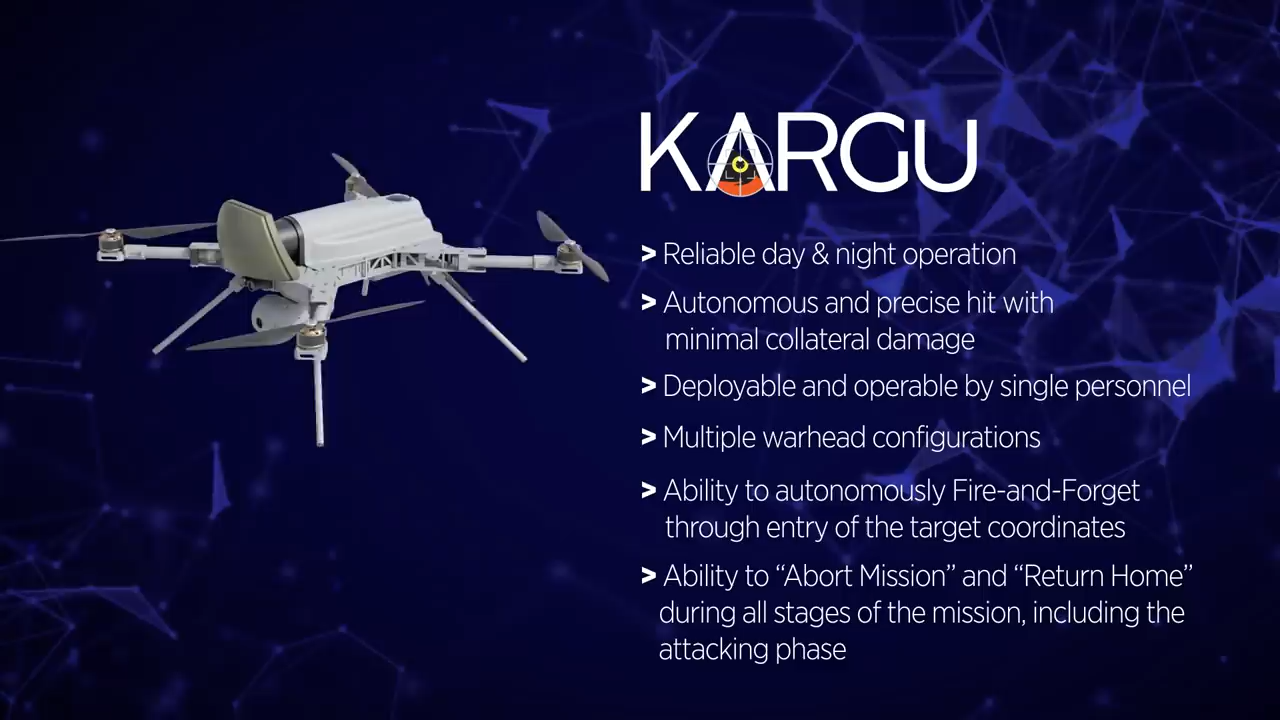 KARGU
> Reliable day & night operation
> Autonomous and precise hit with
minimal collateral damage
> Deployable and operable by single personnel
> Multiple warhead configurations
> Ability to autonomously Fire-and-Forget
through entry of the target coordinates
> Ability to “Abort Mission” and “Return Home”
during all stages of the mission, including the
attacking phase